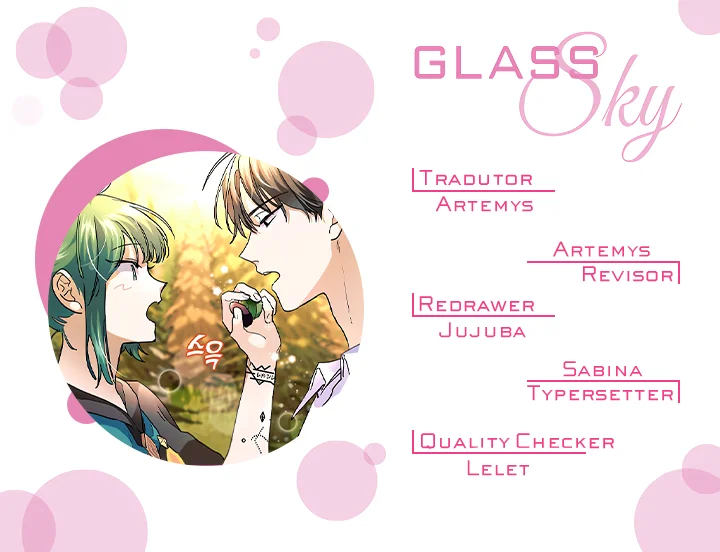 GLASS
Sky
TRADUTOR
ARTEMYS
ARTEMYS
REVISOR
REDRAWER
JUJUBA
SABINA
TYPERSETTER
QUALITY CHECKER
LELET
스윽